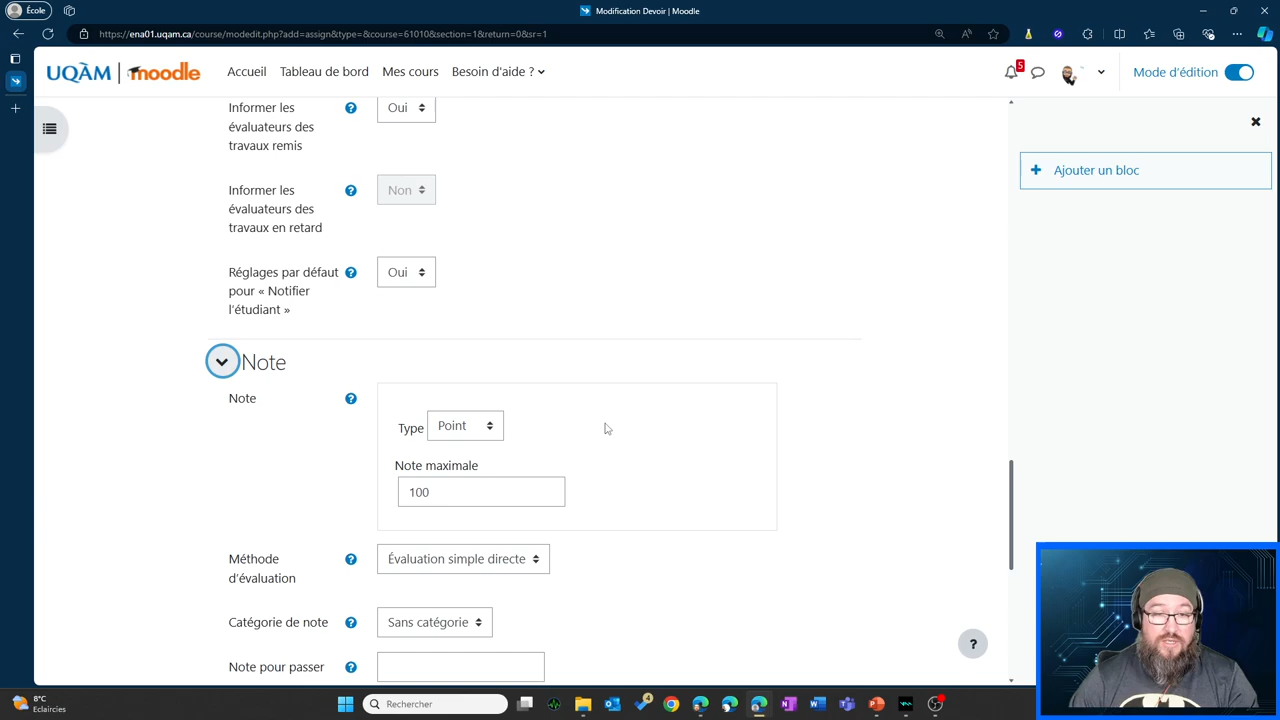 École
Modification Devoir | Moodle
https://ena01.uqam.ca/course/modedit.php?add=assign&type=&course=61010&section=1&return=0&sr=1
UQÀM | moodle
Accueil Tableau de bord Mes cours Besoin d'aide ?
5
Mode d'édition
Informer les
évaluateurs des
travaux remis
Oui
Ajouter un bloc
Informer les
évaluateurs des
travaux en retard
Non
Réglages par défaut
pour « Notifier
l'étudiant »
Oui
Note
Note
Type Point
Note maximale
100
Méthode
d'évaluation
Évaluation simple directe
Catégorie de note
Sans catégorie
Note pour passer
?
8°C
Eclaircies
Rechercher
4